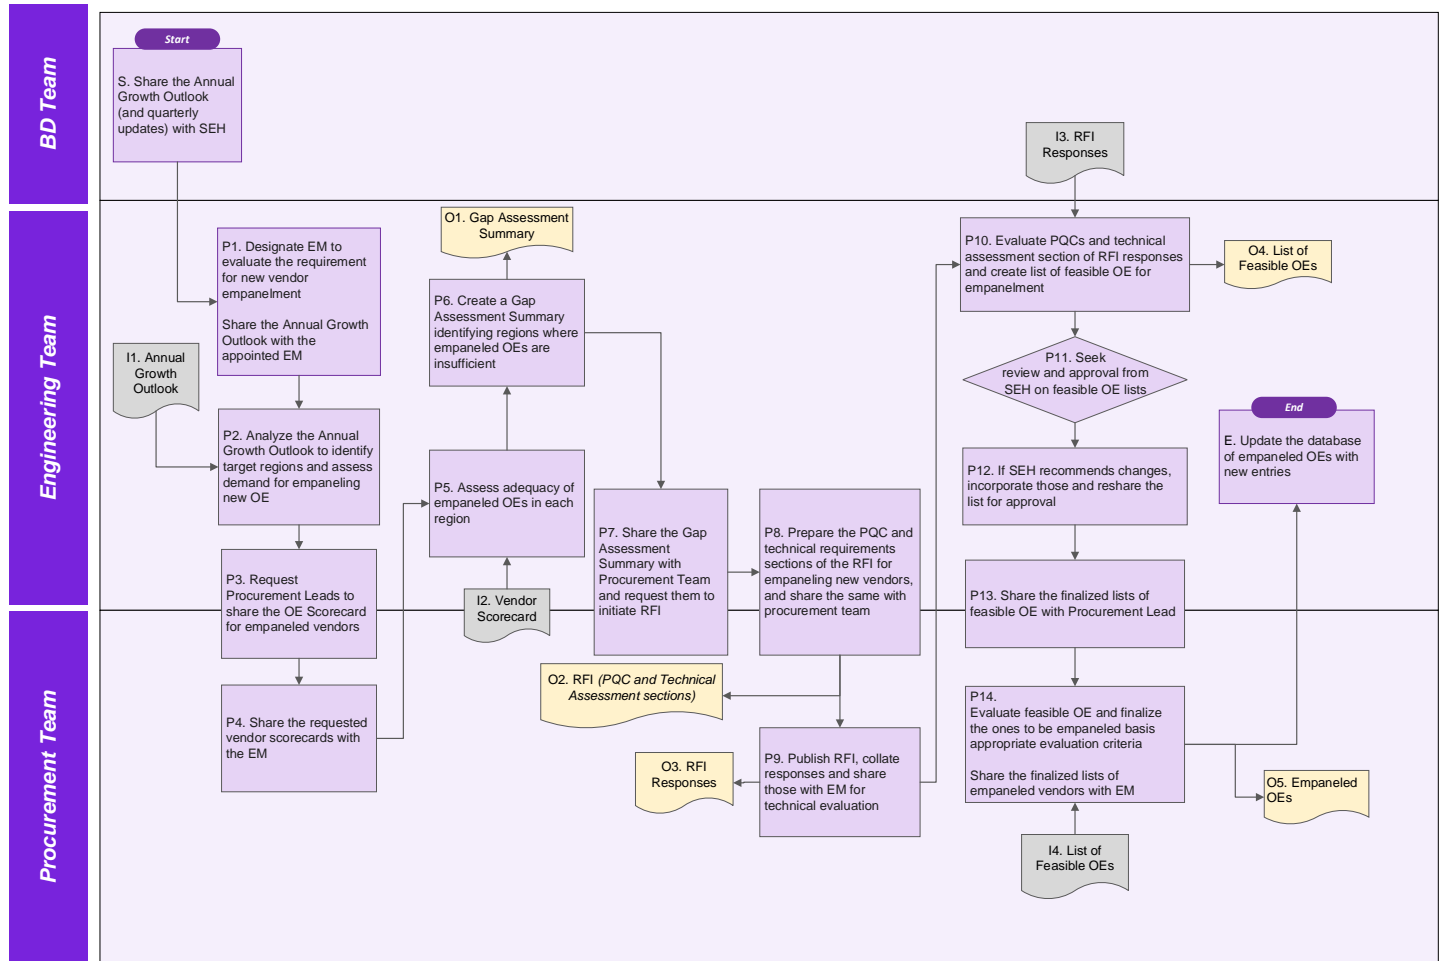 BD Team
Start
S. Share the Annual
Growth Outlook
(and quarterly
updates) with SEH
I3. RFI
Responses
Engineering Team
P1. Designate EM to
evaluate the requirement
for new vendor
empanelment
Share the Annual Growth
Outlook with the
appointed EM
I1. Annual
Growth
Outlook
P2. Analyze the Annual
Growth Outlook to identify
target regions and assess
demand for empaneling
new OE
P3. Request
Procurement Leads to
share the OE Scorecard
for empaneled vendors
O1. Gap Assessment
Summary
P6. Create a Gap
Assessment Summary
identifying regions where
empaneled OEs are
insufficient
P5. Assess adequacy of
empaneled OEs in each
region
I2. Vendor
Scorecard
P7. Share the Gap
Assessment
Summary with
Procurement Team
and request them to
initiate RFI
P8. Prepare the PQC and
technical requirements
sections of the RFI for
empaneling new vendors,
and share the same with
procurement team
P10. Evaluate PQCs and technical
assessment section of RFI responses
and create list of feasible OE for
empanelment
O4. List of
Feasible OEs
P11. Seek
review and approval from
SEH on feasible OE lists
P12. If SEH recommends changes,
incorporate those and reshare the
list for approval
P13. Share the finalized lists of
feasible OE with Procurement Lead
End
E. Update the database
of empaneled OEs with
new entries
Procurement Team
P4. Share the requested
vendor scorecards with
the EM
O2. RFI (PQC and Technical
Assessment sections)
O3. RFI
Responses
P9. Publish RFI, collate
responses and share
those with EM for
technical evaluation
P14.
Evaluate feasible OE and finalize
the ones to be empaneled basis
appropriate evaluation criteria
Share the finalized lists of
empaneled vendors with EM
O5. Empaneled
OEs
I4. List of
Feasible OEs